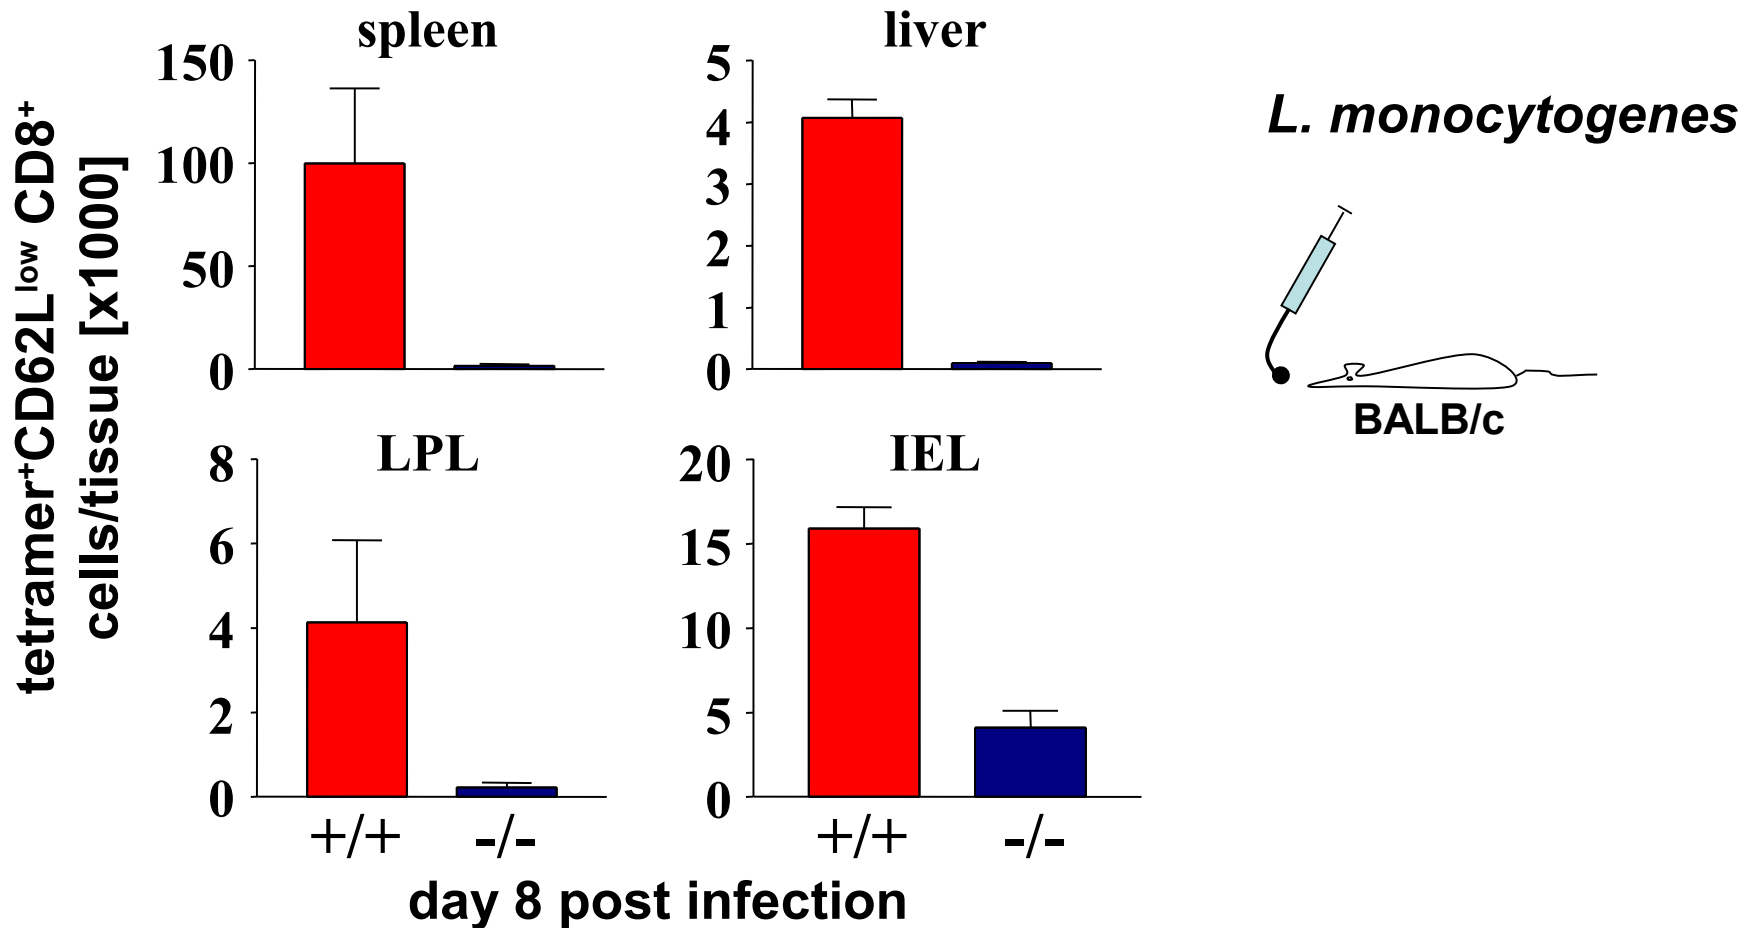 tetramer⁺CD62Lˡᵒʷ CD8⁺
cells/tissue [x1000]
spleen
150
100
50
0
liver
5
4
3
2
1
0
LPL
8
6
4
2
0
+/+ -/-
IEL
20
15
10
5
0
+/+ -/-
day 8 post infection
L. monocytogenes
BALB/c